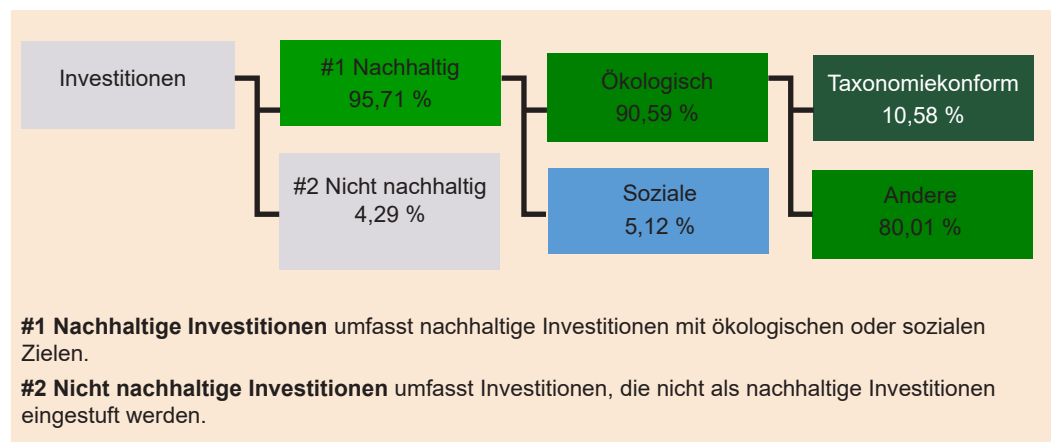 Investitionen
#1 Nachhaltig
95,71 %
#2 Nicht nachhaltig
4,29 %
Ökologisch
90,59 %
Soziale
5,12 %
Taxonomiekonform
10,58 %
Andere
80,01 %
#1 Nachhaltige Investitionen umfasst nachhaltige Investitionen mit ökologischen oder sozialen
Zielen.
#2 Nicht nachhaltige Investitionen umfasst Investitionen, die nicht als nachhaltige Investitionen
eingestuft werden.